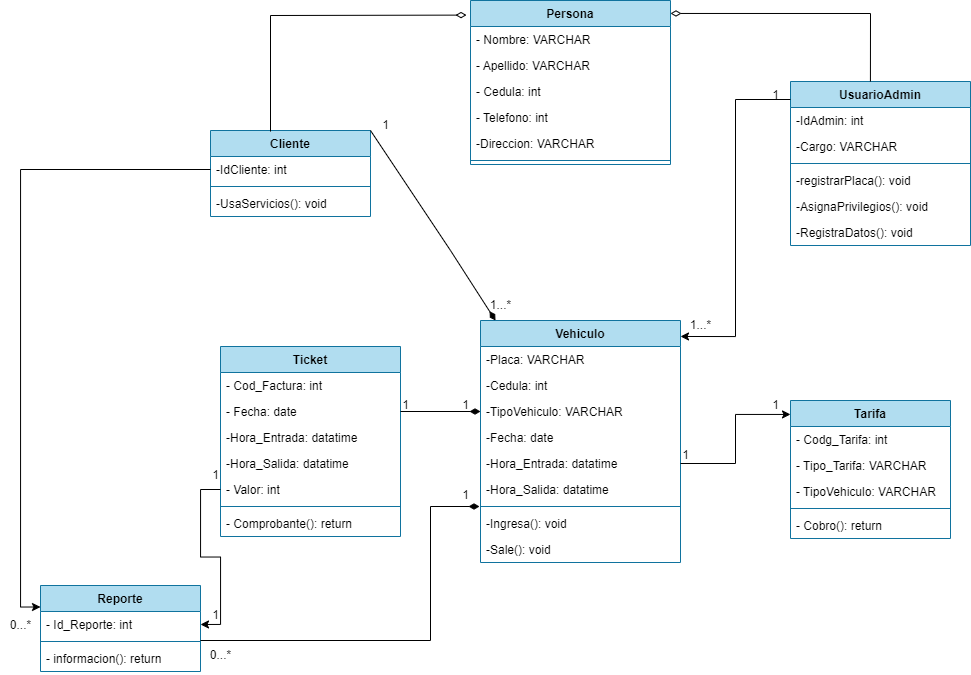 Persona
- Nombre: VARCHAR
- Apellido: VARCHAR
- Cedula: int
- Telefono: int
-Direccion: VARCHAR
UsuarioAdmin
-IdAdmin: int
-Cargo: VARCHAR
-registrarPlaca(): void
-AsignaPrivilegios(): void
-RegistraDatos(): void
1
Cliente
-IdCliente: int
-UsaServicios(): void
1
1...*
1...*
Vehiculo
-Placa: VARCHAR
-Cedula: int
-TipoVehiculo: VARCHAR
-Fecha: date
-Hora_Entrada: datatime
-Hora_Salida: datatime
-Ingresa(): void
-Sale(): void
Ticket
- Cod_Factura: int
- Fecha: date
-Hora_Entrada: datatime
-Hora_Salida: datatime
- Valor: int
- Comprobante(): return
1
1
1
1
1
1
Tarifa
- Codg_Tarifa: int
- Tipo_Tarifa: VARCHAR
- TipoVehiculo: VARCHAR
- Cobro(): return
Reporte
- Id_Reporte: int
- informacion(): return
1
0...*
0...*